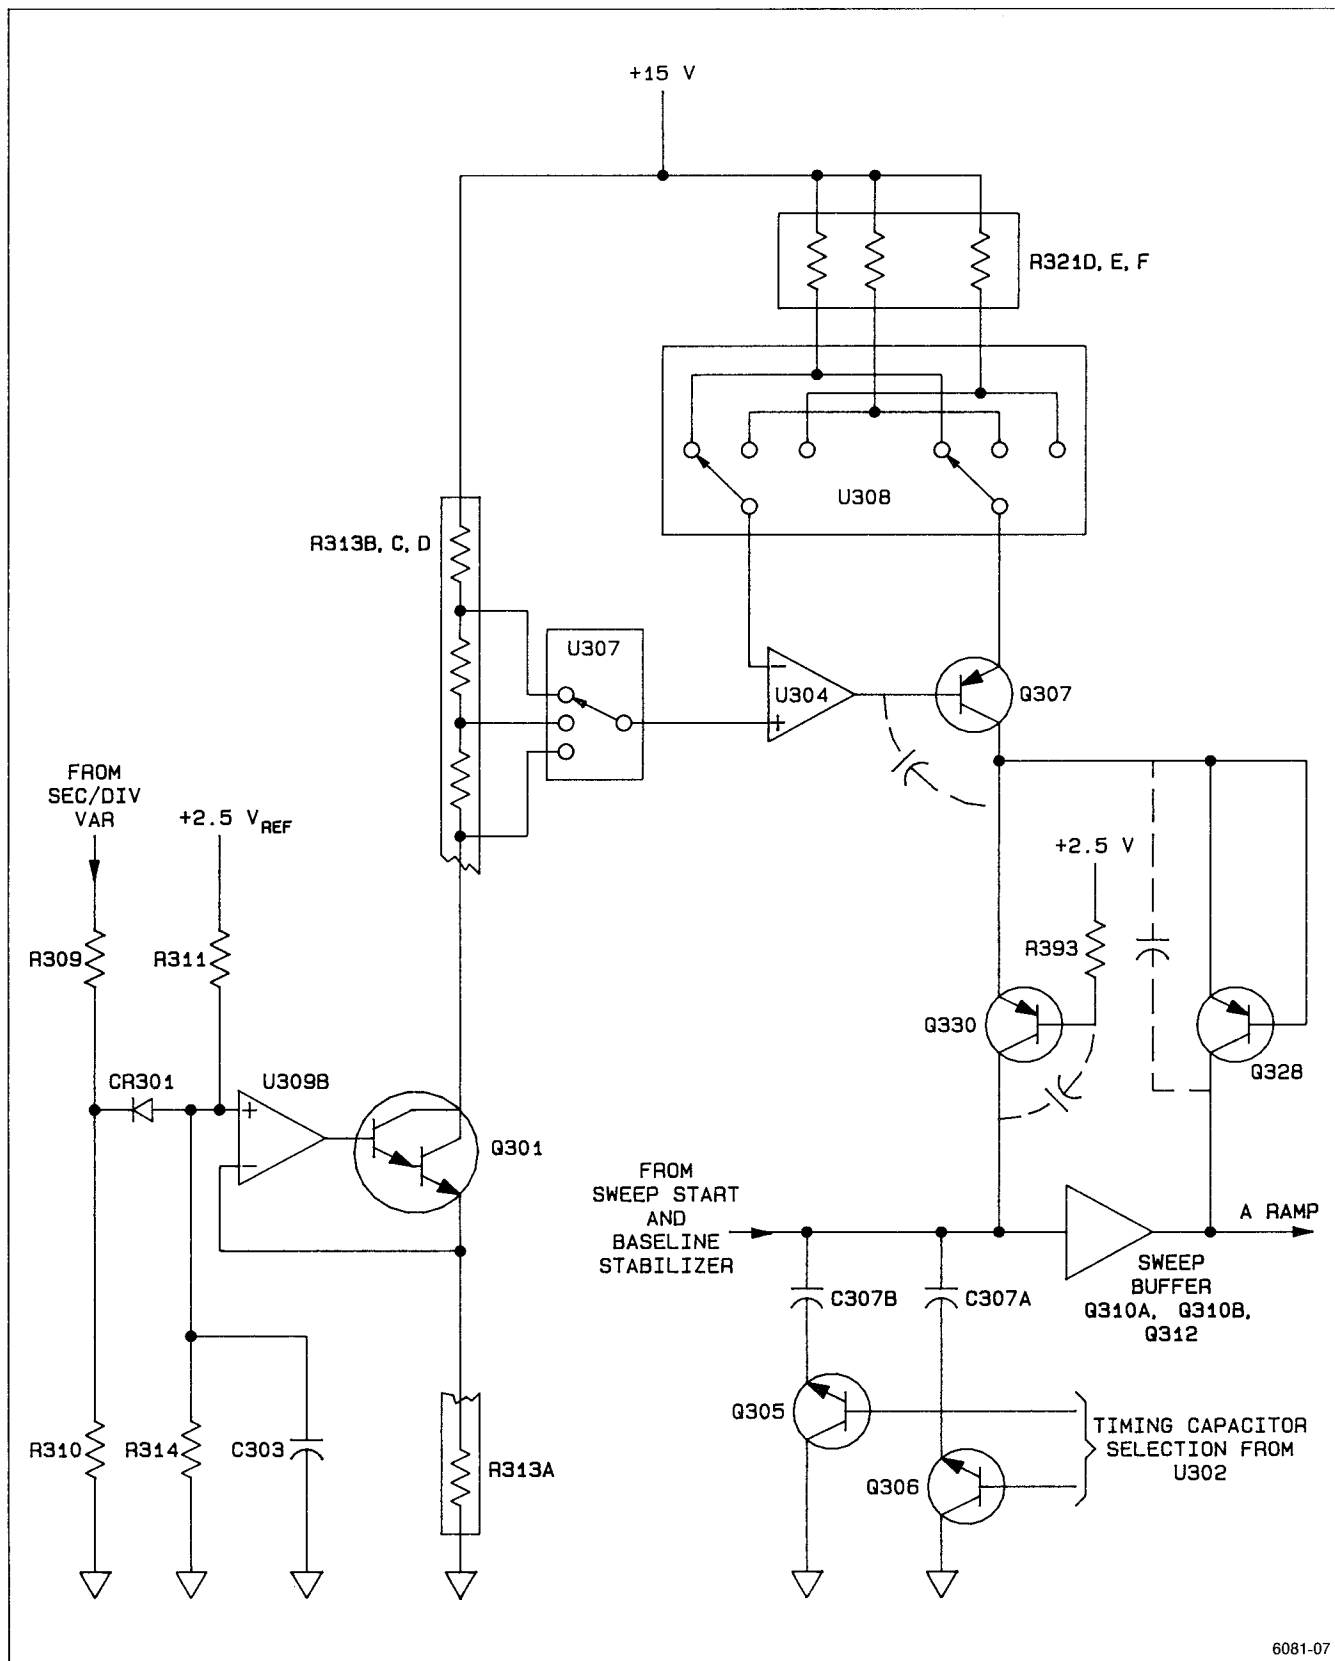 +15 V
R321D, E, F
U308
R313B, C, D
U307
U304
−
+
Q307
FROM
SEC/DIV
VAR
+2.5 VREF
+2.5 V
R309
R311
R393
Q330
Q328
CR301
U309B
+
−
Q301
FROM
SWEEP START
AND
BASELINE
STABILIZER
A RAMP
SWEEP
BUFFER
Q310A, Q310B,
Q312
C307B
C307A
Q305
Q306
TIMING CAPACITOR
SELECTION FROM
U302
R310
R314
C303
R313A
6081-07